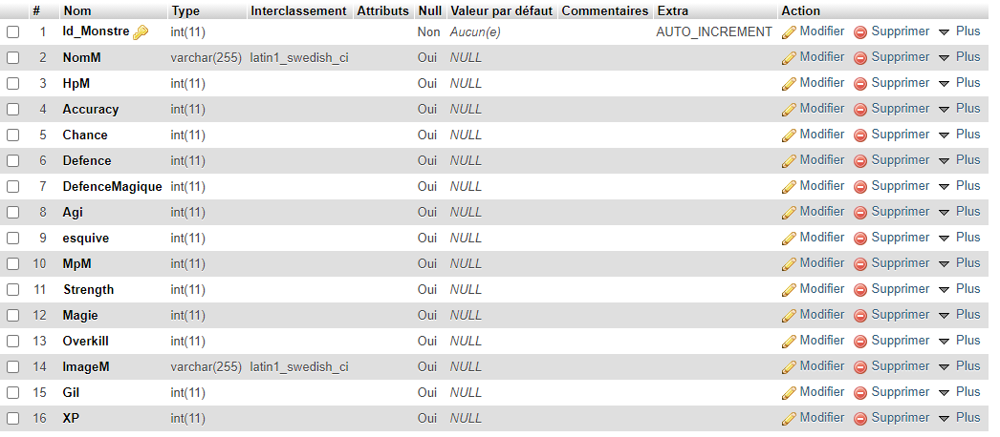 # Nom Type Interclassement Attributs Null Valeur par défaut Commentaires Extra Action
1 Id_Monstre int(11) Non Aucun(e) AUTO_INCREMENT Modifier Supprimer Plus
2 NomM varchar(255) latin1_swedish_ci Oui NULL Modifier Supprimer Plus
3 HpM int(11) Oui NULL Modifier Supprimer Plus
4 Accuracy int(11) Oui NULL Modifier Supprimer Plus
5 Chance int(11) Oui NULL Modifier Supprimer Plus
6 Defence int(11) Oui NULL Modifier Supprimer Plus
7 DefenceMagique int(11) Oui NULL Modifier Supprimer Plus
8 Agi int(11) Oui NULL Modifier Supprimer Plus
9 esquive int(11) Oui NULL Modifier Supprimer Plus
10 MpM int(11) Oui NULL Modifier Supprimer Plus
11 Strength int(11) Oui NULL Modifier Supprimer Plus
12 Magie int(11) Oui NULL Modifier Supprimer Plus
13 Overkill int(11) Oui NULL Modifier Supprimer Plus
14 ImageM varchar(255) latin1_swedish_ci Oui NULL Modifier Supprimer Plus
15 Gil int(11) Oui NULL Modifier Supprimer Plus
16 XP int(11) Oui NULL Modifier Supprimer Plus